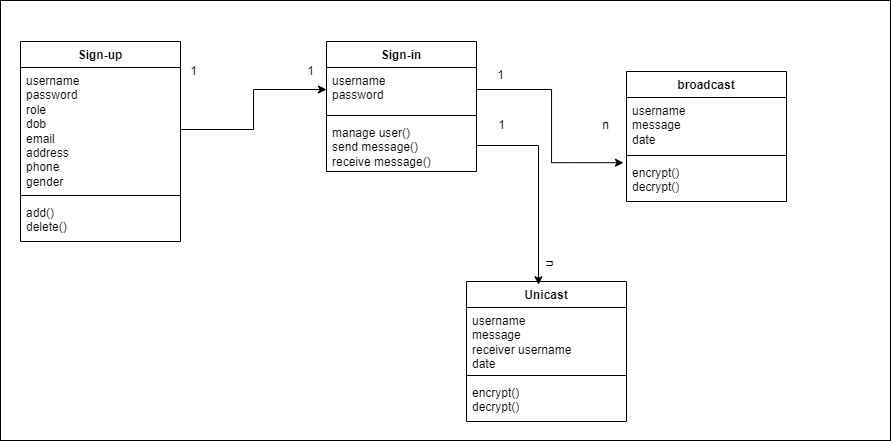 Sign-up
username
password
role
dob
email
address
phone
gender
add()
delete()
1
1
Sign-in
username
password
manage user()
send message()
receive message()
1
1
n
broadcast
username
message
date
encrypt()
decrypt()
n
Unicast
username
message
receiver username
date
encrypt()
decrypt()